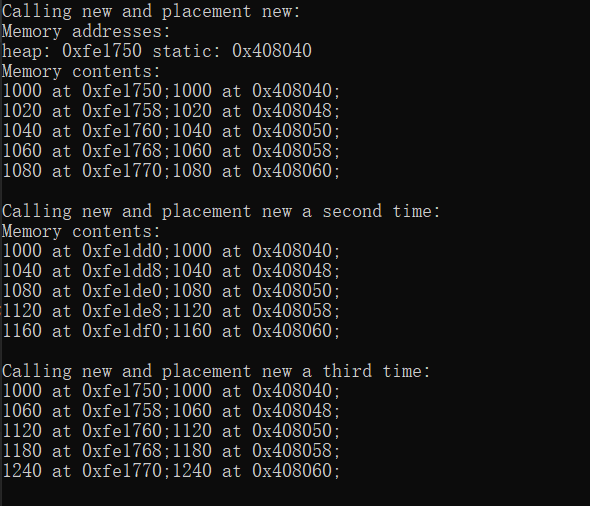 Calling new and placement new:
Memory addresses:
heap: 0xfe1750 static: 0x408040
Memory contents:
1000 at 0xfe1750;1000 at 0x408040;
1020 at 0xfe1758;1020 at 0x408048;
1040 at 0xfe1760;1040 at 0x408050;
1060 at 0xfe1768;1060 at 0x408058;
1080 at 0xfe1770;1080 at 0x408060;
Calling new and placement new a second time:
Memory contents:
1000 at 0xfe1dd0;1000 at 0x408040;
1040 at 0xfe1dd8;1040 at 0x408048;
1080 at 0xfe1de0;1080 at 0x408050;
1120 at 0xfe1de8;1120 at 0x408058;
1160 at 0xfe1df0;1160 at 0x408060;
Calling new and placement new a third time:
1000 at 0xfe1750;1000 at 0x408040;
1060 at 0xfe1758;1060 at 0x408048;
1120 at 0xfe1760;1120 at 0x408050;
1180 at 0xfe1768;1180 at 0x408058;
1240 at 0xfe1770;1240 at 0x408060;